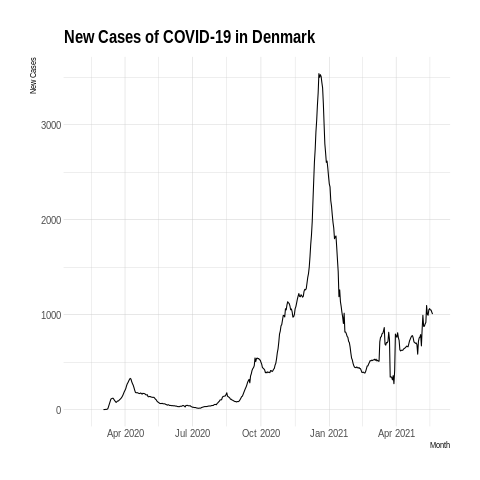 New Cases of COVID-19 in Denmark
New Cases
3000
2000
1000
0
Apr 2020 Jul 2020 Oct 2020 Jan 2021 Apr 2021
Month